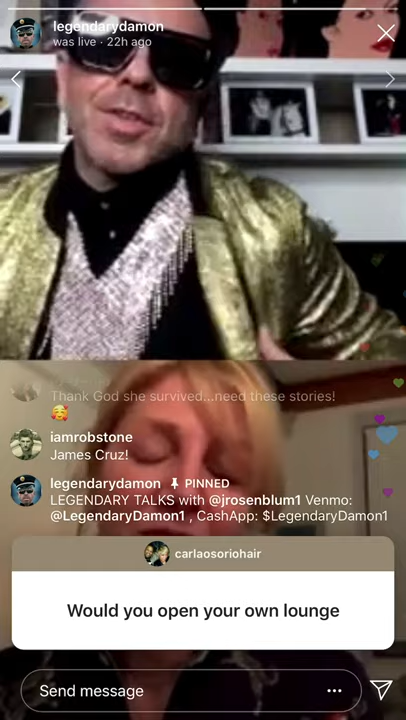 legendarydamon
was live · 22h ago
Thank God she survived...need these stories!
🥰
iamrobstone
James Cruz!
legendarydamon PINNED
LEGENDARY TALKS with @jrosenblum1 Venmo:
@LegendaryDamon1 , CashApp: $LegendaryDamon1
carlaosoriohair
Would you open your own lounge
Send message